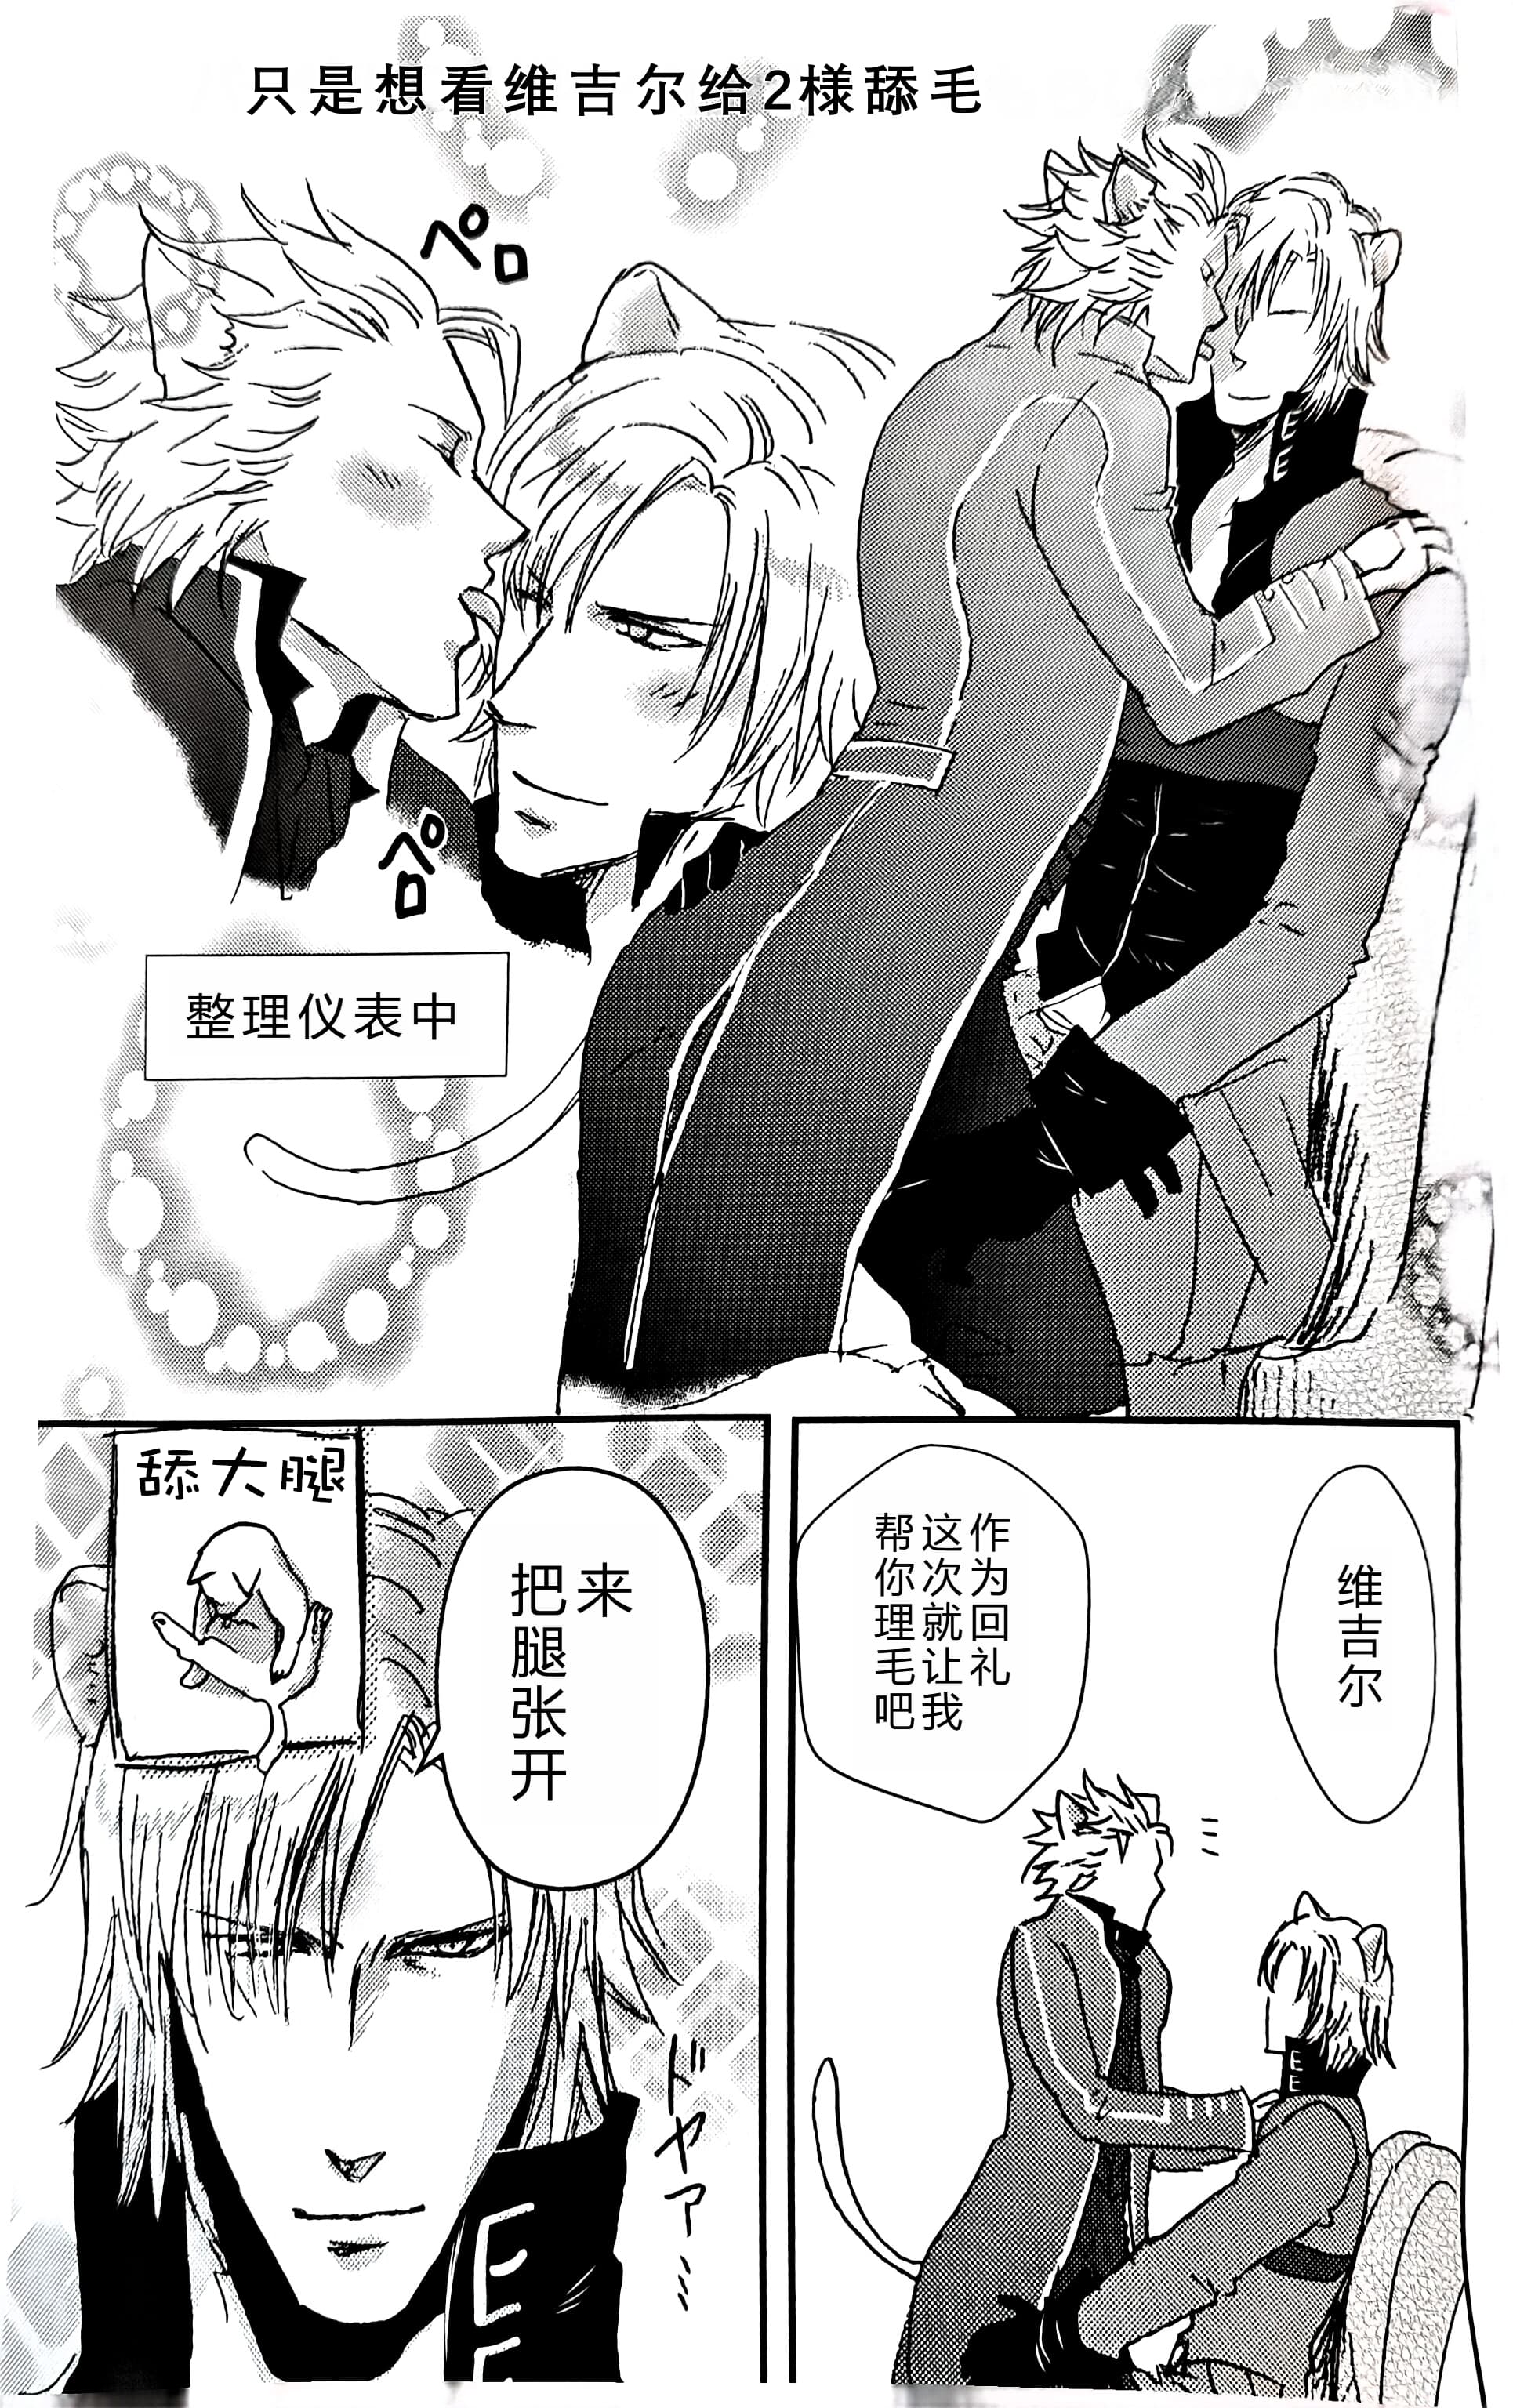 只是想看维吉尔给2様舔毛
ペロ
ペロ
整理仪表中
维吉尔
作为回礼
这次就让我
帮你理毛吧
舔大腿
来
把腿张开
ドヤァ…